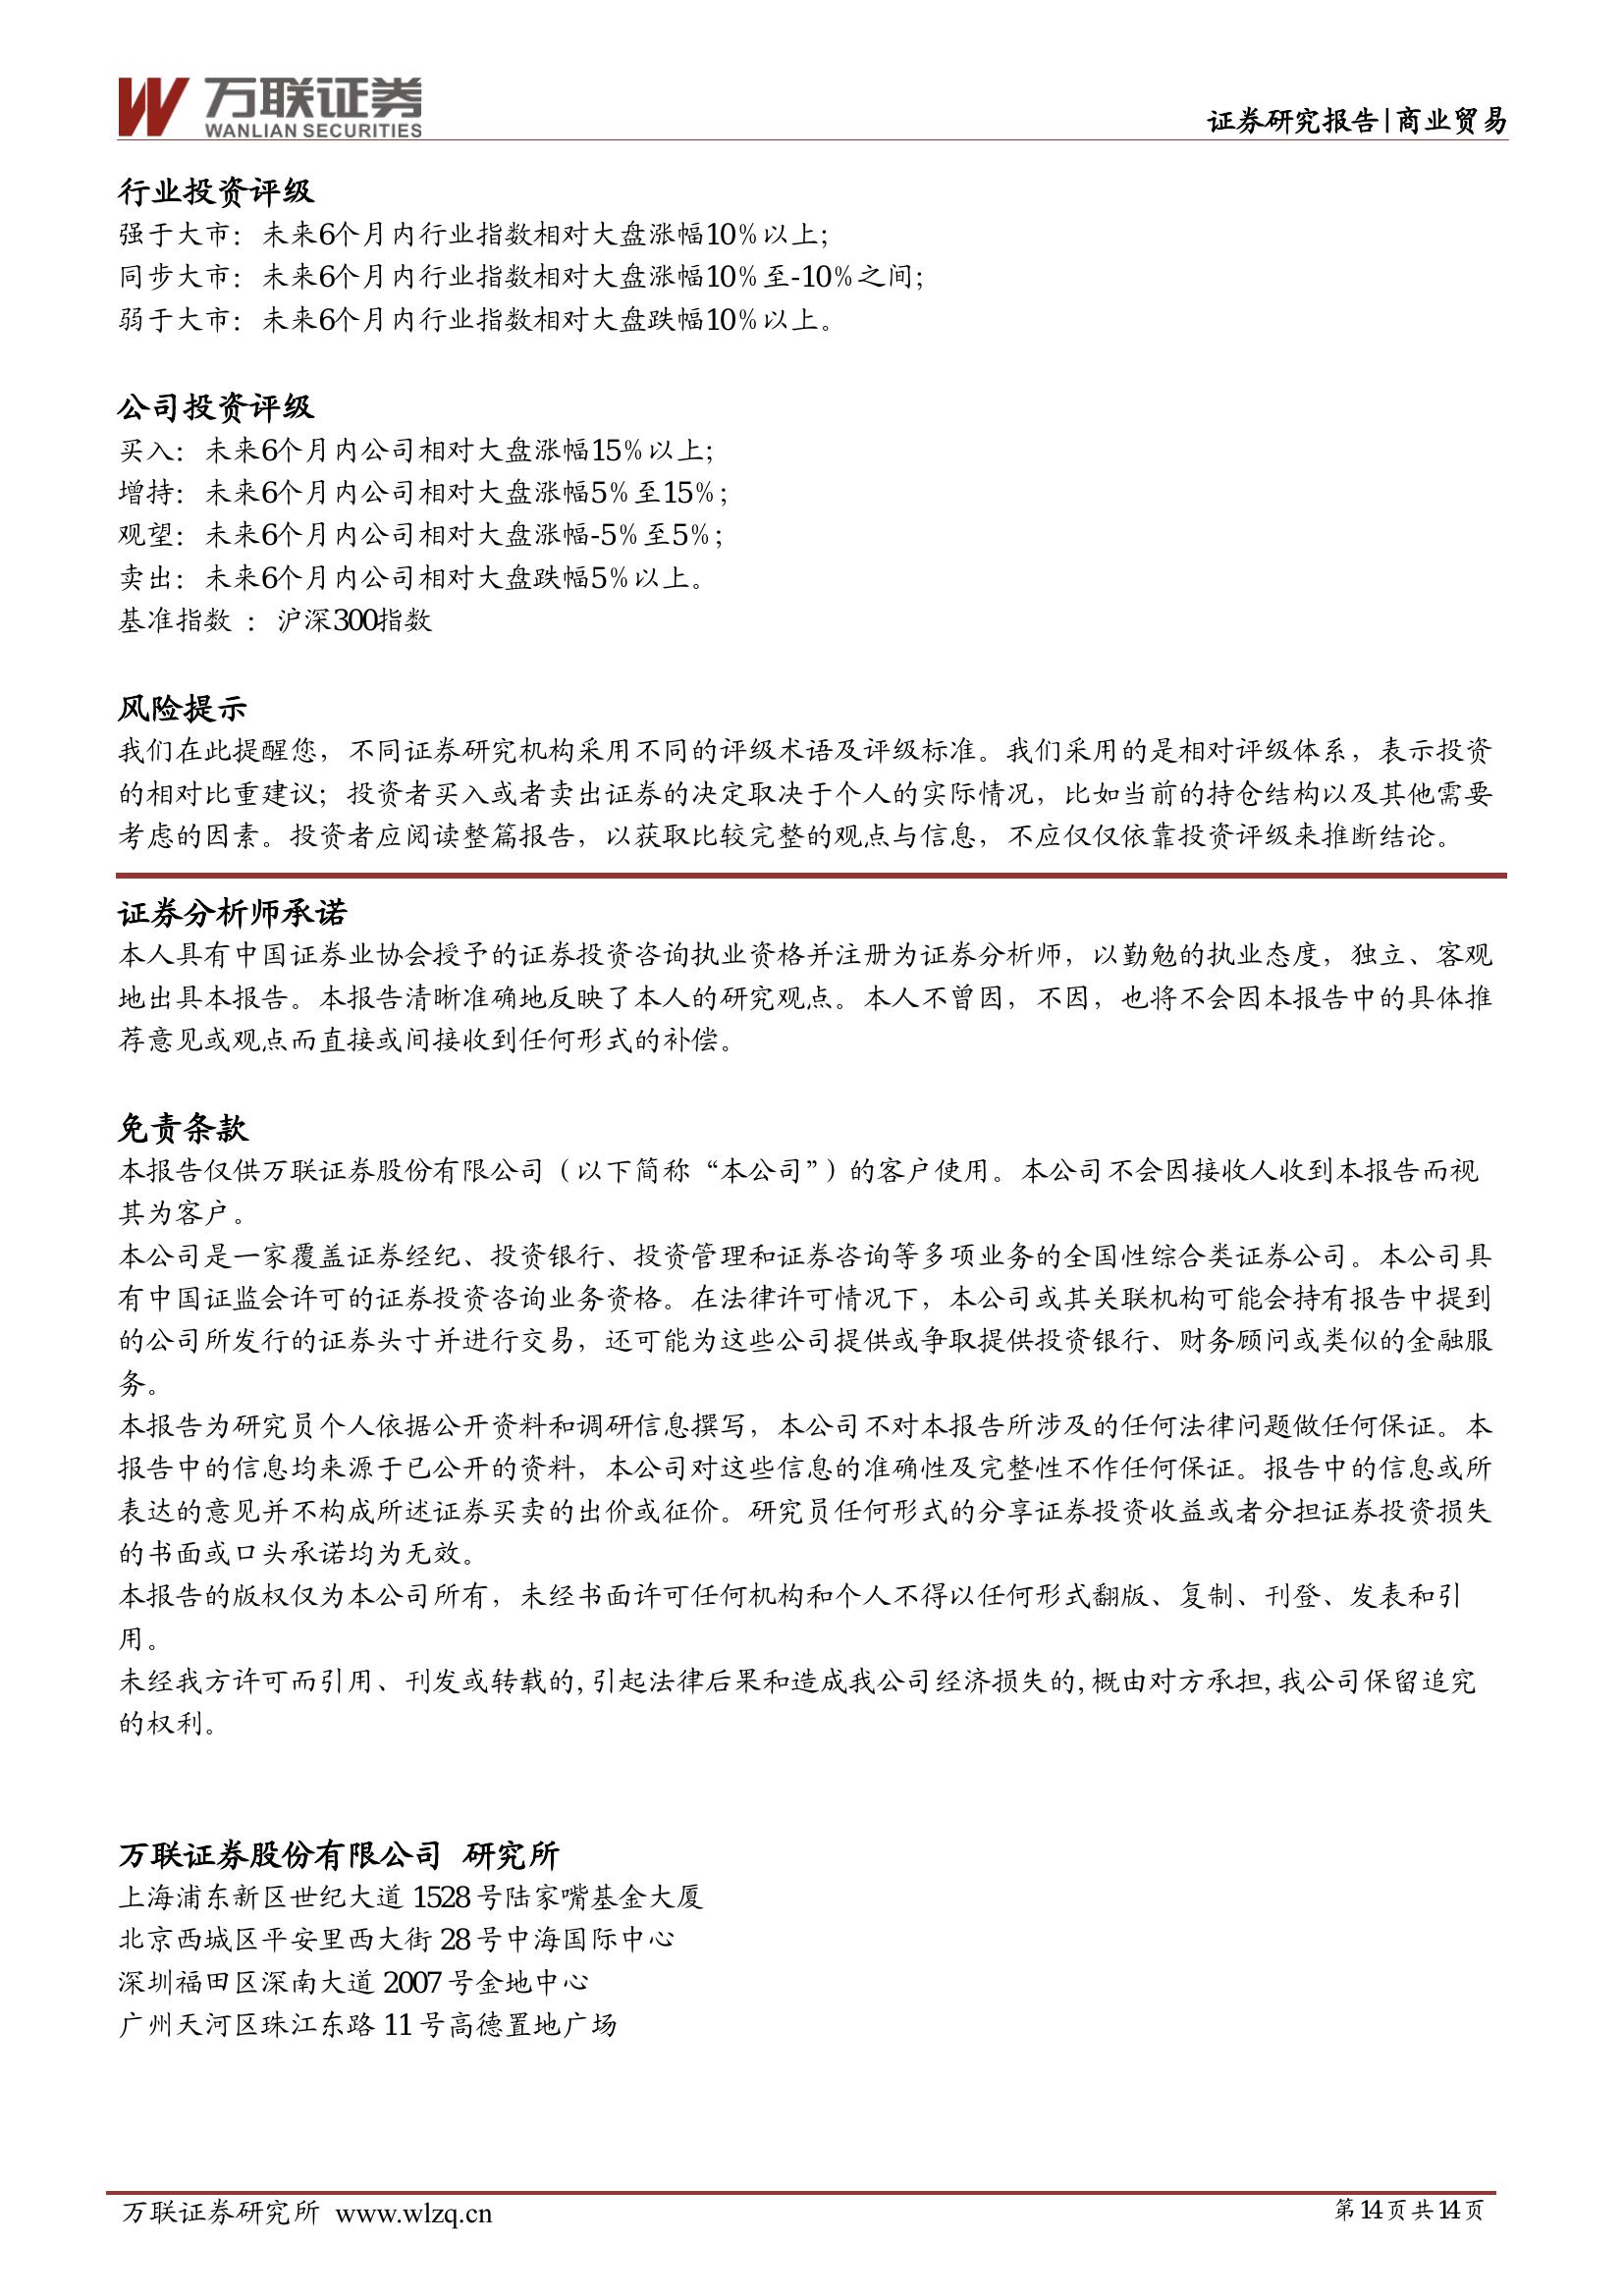 万联证券
WANLIAN SECURITIES
证券研究报告|商业贸易
行业投资评级
强于大市：未来6个月内行业指数相对大盘涨幅10%以上；
同步大市：未来6个月内行业指数相对大盘涨幅10%至-10%之间；
弱于大市：未来6个月内行业指数相对大盘跌幅10%以上。
公司投资评级
买入：未来6个月内公司相对大盘涨幅15%以上；
增持：未来6个月内公司相对大盘涨幅5%至15%；
观望：未来6个月内公司相对大盘涨幅-5%至5%；
卖出：未来6个月内公司相对大盘跌幅5%以上。
基准指数 ： 沪深300指数
风险提示
我们在此提醒您，不同证券研究机构采用不同的评级术语及评级标准。我们采用的是相对评级体系，表示投资
的相对比重建议；投资者买入或者卖出证券的决定取决于个人的实际情况，比如当前的持仓结构以及其他需要
考虑的因素。投资者应阅读整篇报告，以获取比较完整的观点与信息，不应仅仅依靠投资评级来推断结论。
证券分析师承诺
本人具有中国证券业协会授予的证券投资咨询执业资格并注册为证券分析师，以勤勉的执业态度，独立、客观
地出具本报告。本报告清晰准确地反映了本人的研究观点。本人不曾因，不因，也将不会因本报告中的具体推
荐意见或观点而直接或间接收到任何形式的补偿。
免责条款
本报告仅供万联证券股份有限公司（以下简称“本公司”）的客户使用。本公司不会因接收人收到本报告而视
其为客户。
本公司是一家覆盖证券经纪、投资银行、投资管理和证券咨询等多项业务的全国性综合类证券公司。本公司具
有中国证监会许可的证券投资咨询业务资格。在法律许可情况下，本公司或其关联机构可能会持有报告中提到
的公司所发行的证券头寸并进行交易，还可能为这些公司提供或争取提供投资银行、财务顾问或类似的金融服
务。
本报告为研究员个人依据公开资料和调研信息撰写，本公司不对本报告所涉及的任何法律问题做任何保证。本
报告中的信息均来源于已公开的资料，本公司对这些信息的准确性及完整性不作任何保证。报告中的信息或所
表达的意见并不构成所述证券买卖的出价或征价。研究员任何形式的分享证券投资收益或者分担证券投资损失
的书面或口头承诺均为无效。
本报告的版权仅为本公司所有，未经书面许可任何机构和个人不得以任何形式翻版、复制、刊登、发表和引
用。
未经我方许可而引用、刊发或转载的,引起法律后果和造成我公司经济损失的,概由对方承担,我公司保留追究
的权利。
万联证券股份有限公司 研究所
上海浦东新区世纪大道 1528 号陆家嘴基金大厦
北京西城区平安里西大街 28 号中海国际中心
深圳福田区深南大道 2007 号金地中心
广州天河区珠江东路 11 号高德置地广场
万联证券研究所 www.wlzq.cn
第 14 页 共 14 页